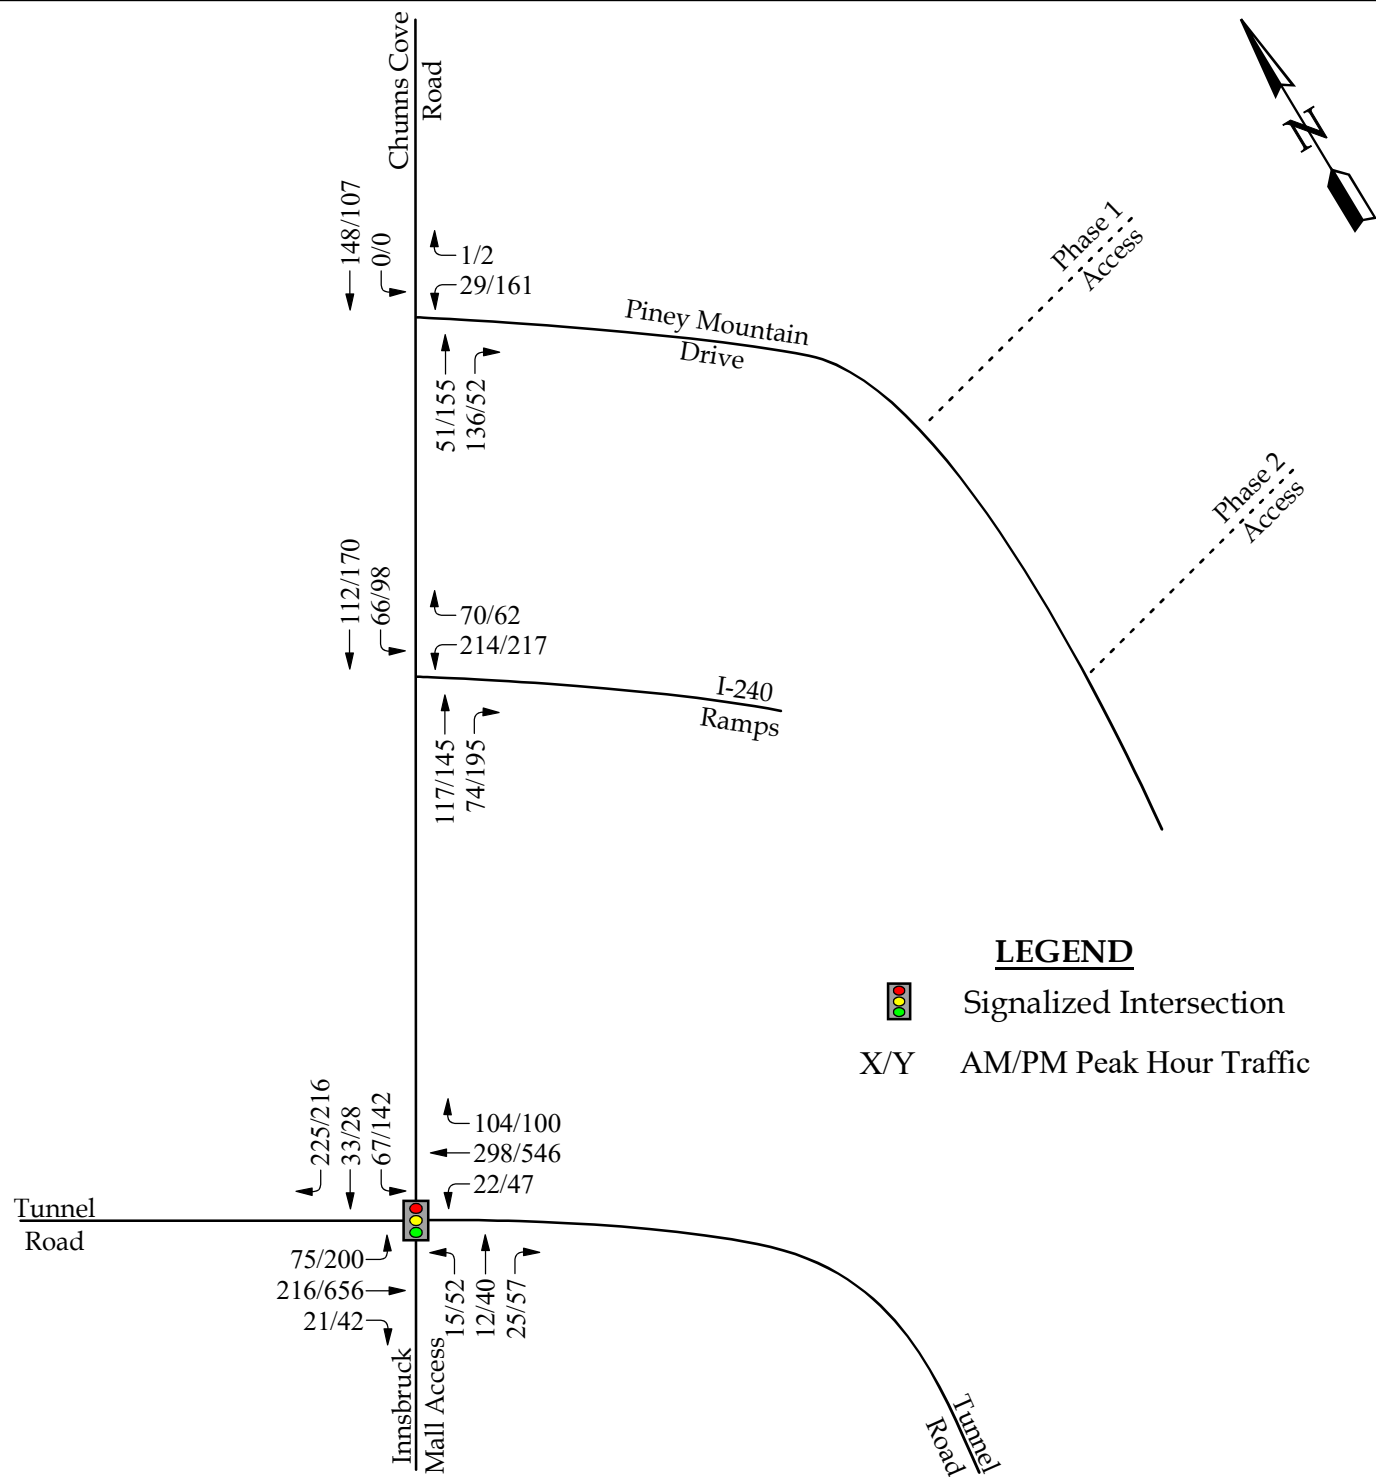 Chunns Cove
Road
N
148/107
0/0
1/2
29/161
Phase 1
Access
Piney Mountain
Drive
51/155
136/52
Phase 2
Access
112/170
66/98
70/62
214/217
I-240
Ramps
117/145
74/195
LEGEND
Signalized Intersection
X/Y AM/PM Peak Hour Traffic
225/216
33/28
67/142
104/100
298/546
22/47
Tunnel
Road
75/200
216/656
21/42
15/52
12/40
25/57
Innsbruck
Mall Access
Tunnel
Road